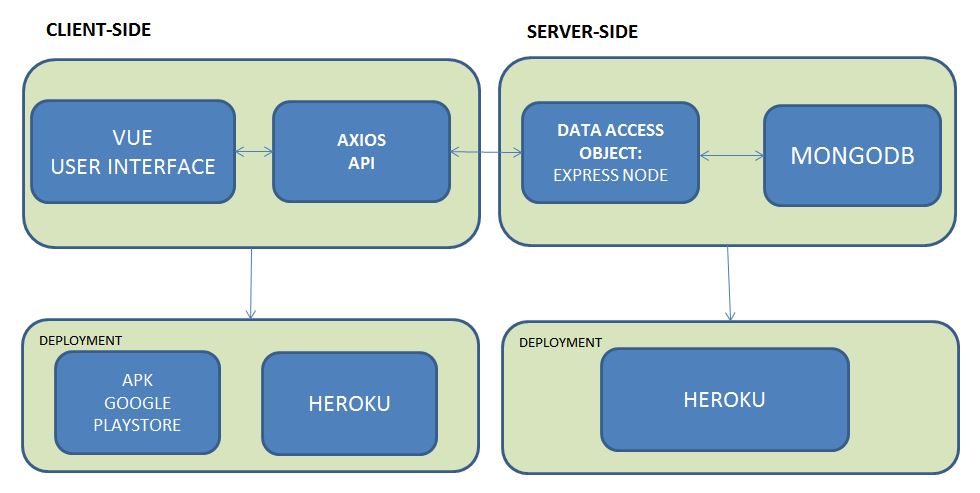 CLIENT-SIDE
SERVER-SIDE
VUE
USER INTERFACE
AXIOS
API
DATA ACCESS
OBJECT:
EXPRESS NODE
MONGODB
DEPLOYMENT
APK
GOOGLE
PLAYSTORE
HEROKU
DEPLOYMENT
HEROKU